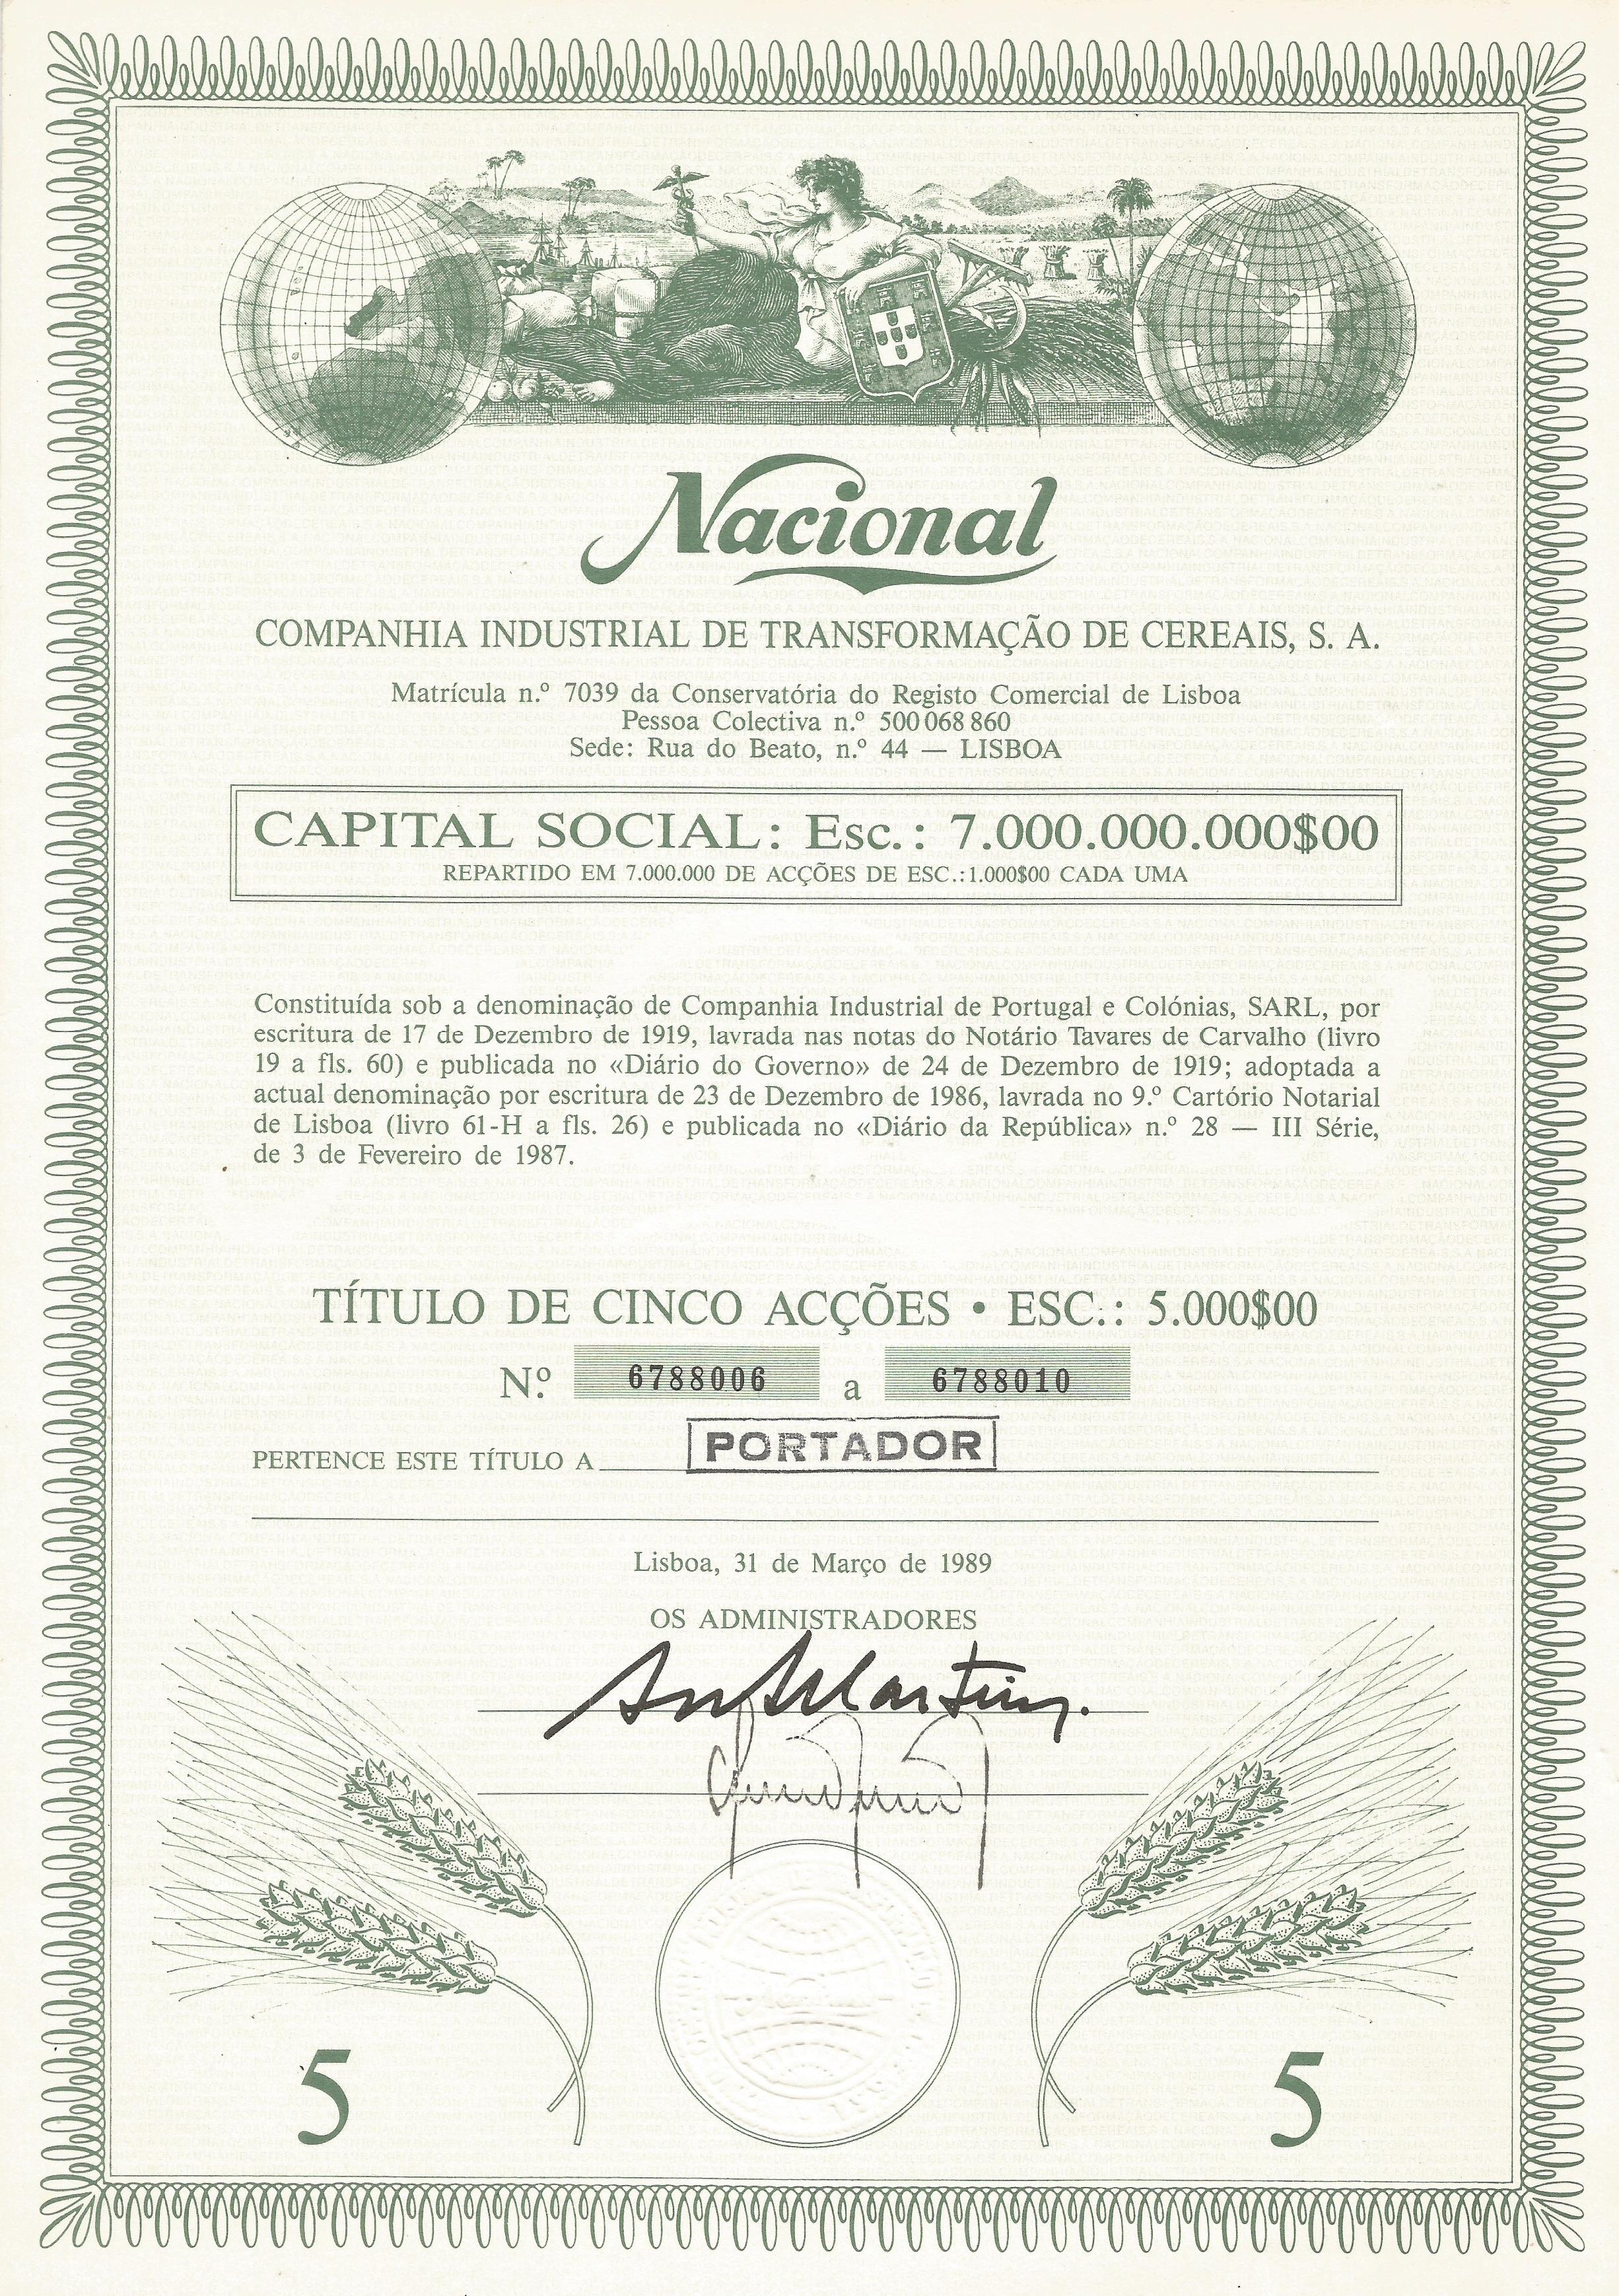 Nacional
COMPANHIA INDUSTRIAL DE TRANSFORMAÇÃO DE CEREAIS, S. A.
Matrícula n.º 7039 da Conservatória do Registo Comercial de Lisboa
Pessoa Colectiva n.º 500 068 860
Sede: Rua do Beato, n.º 44 — LISBOA
CAPITAL SOCIAL: Esc.: 7.000.000.000$00
REPARTIDO EM 7.000.000 DE ACÇÕES DE ESC.:1.000$00 CADA UMA
Constituída sob a denominação de Companhia Industrial de Portugal e Colónias, SARL, por
escritura de 17 de Dezembro de 1919, lavrada nas notas do Notário Tavares de Carvalho (livro
19 a fls. 60) e publicada no «Diário do Governo» de 24 de Dezembro de 1919; adoptada a
actual denominação por escritura de 23 de Dezembro de 1986, lavrada no 9.º Cartório Notarial
de Lisboa (livro 61-H a fls. 26) e publicada no «Diário da República» n.º 28 — III Série,
de 3 de Fevereiro de 1987.
TÍTULO DE CINCO ACÇÕES • ESC.: 5.000$00
N.º 6788006 a 6788010
PERTENCE ESTE TÍTULO A PORTADOR
Lisboa, 31 de Março de 1989
OS ADMINISTRADORES
5 5